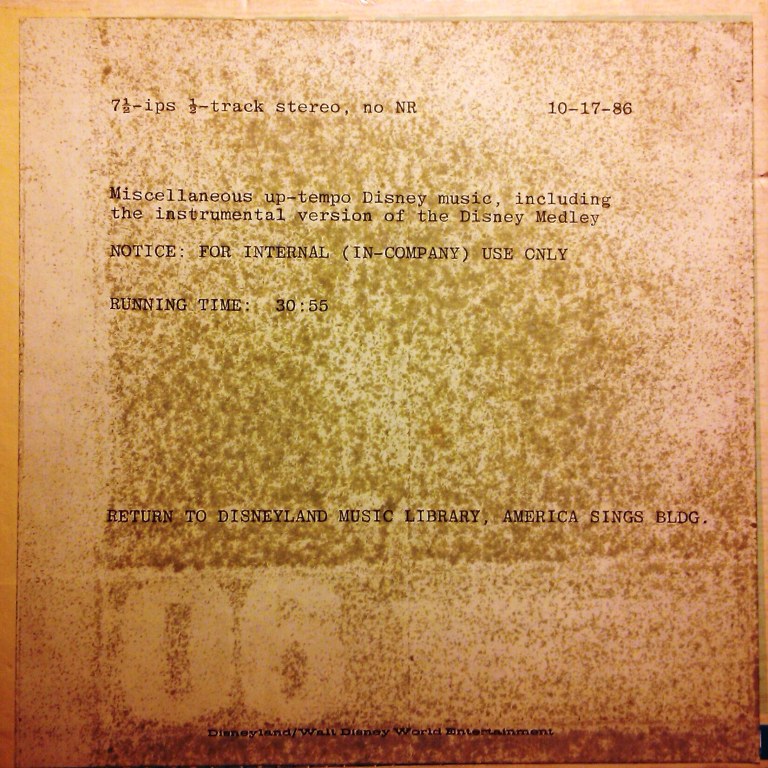 7½-ips ½-track stereo, no NR 10-17-86
Miscellaneous up-tempo Disney music, including
the instrumental version of the Disney Medley
NOTICE: FOR INTERNAL (IN-COMPANY) USE ONLY
RUNNING TIME: 30:55
RETURN TO DISNEYLAND MUSIC LIBRARY, AMERICA SINGS BLDG.
06
Disneyland/Walt Disney World Entertainment